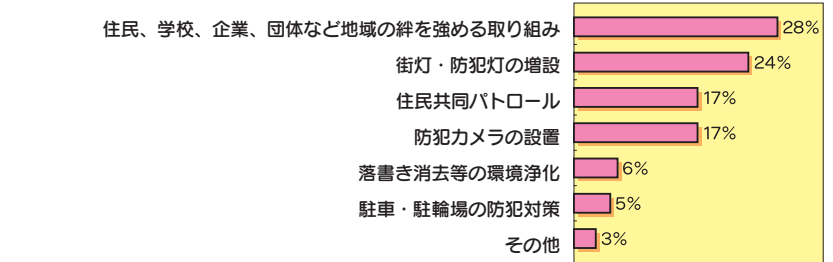 住民、学校、企業、団体など地域の絆を強める取り組み 28%
街灯・防犯灯の増設 24%
住民共同パトロール 17%
防犯カメラの設置 17%
落書き消去等の環境浄化 6%
駐車・駐輪場の防犯対策 5%
その他 3%